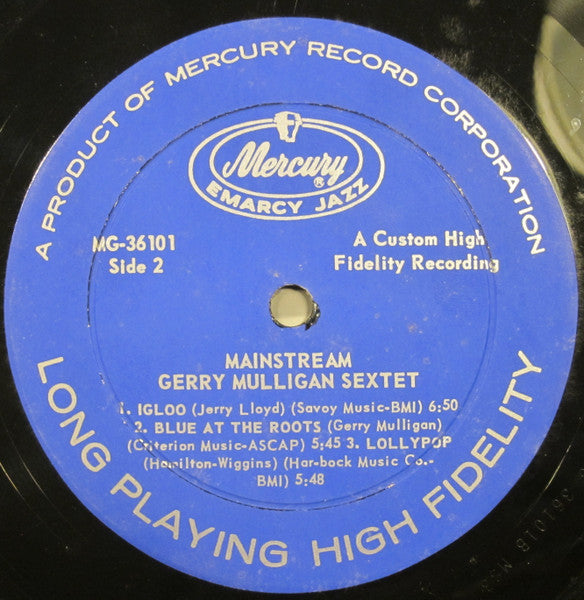 A PRODUCT OF MERCURY RECORD CORPORATION
Mercury®
EMARCY JAZZ
MG-36101
Side 2
A Custom High
Fidelity Recording
MAINSTREAM
GERRY MULLIGAN SEXTET
1. IGLOO (Jerry Lloyd) (Savoy Music-BMI) 6:50
2. BLUE AT THE ROOTS (Gerry Mulligan)
(Criterion Music-ASCAP) 5:45 3. LOLLYPOP
(Hamilton-Wiggins) (Har-bock Music Co.-
BMI) 5:48
LONG PLAYING HIGH FIDELITY